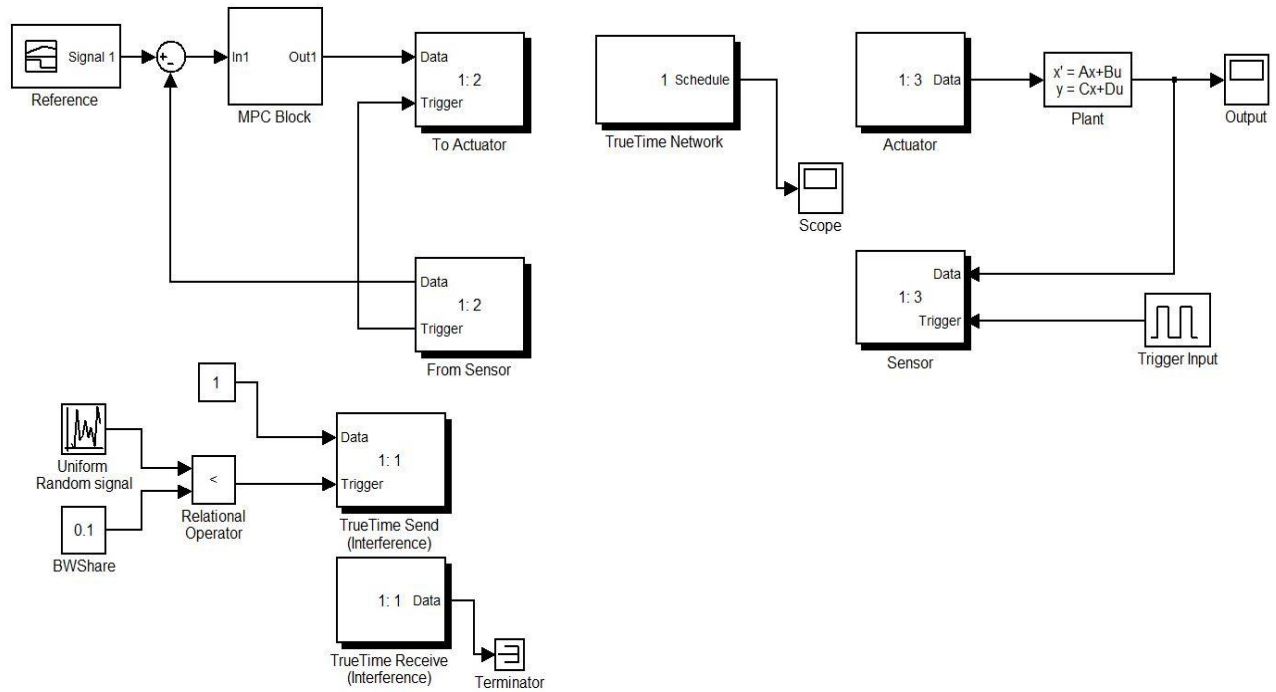 Signal 1
Reference
+
-
In1
Out1
MPC Block
Data
1: 2
Trigger
To Actuator
1 Schedule
TrueTime Network
Scope
1: 3 Data
Actuator
x' = Ax+Bu
y = Cx+Du
Plant
Output
Data
1: 2
Trigger
From Sensor
Data
1: 3
Trigger
Sensor
Trigger Input
1
Uniform
Random signal
0.1
BWShare
<
Relational
Operator
Data
1: 1
Trigger
TrueTime Send
(Interference)
1: 1 Data
TrueTime Receive
(Interference)
Terminator